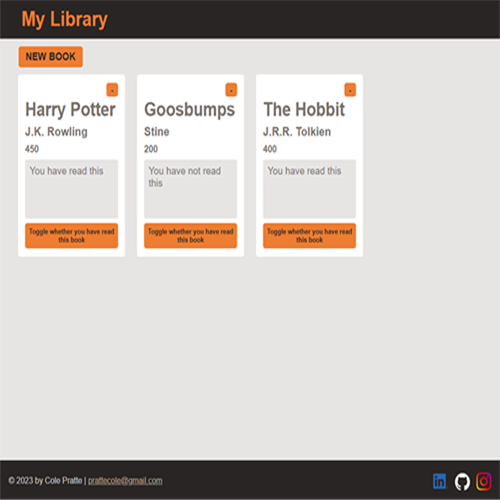 My Library
NEW BOOK
-
Harry Potter
J.K. Rowling
450
You have read this
Toggle whether you have read
this book
-
Goosbumps
Stine
200
You have not read
this
Toggle whether you have read
this book
-
The Hobbit
J.R.R. Tolkien
400
You have read this
Toggle whether you have read
this book
© 2023 by Cole Pratte | prattecole@gmail.com